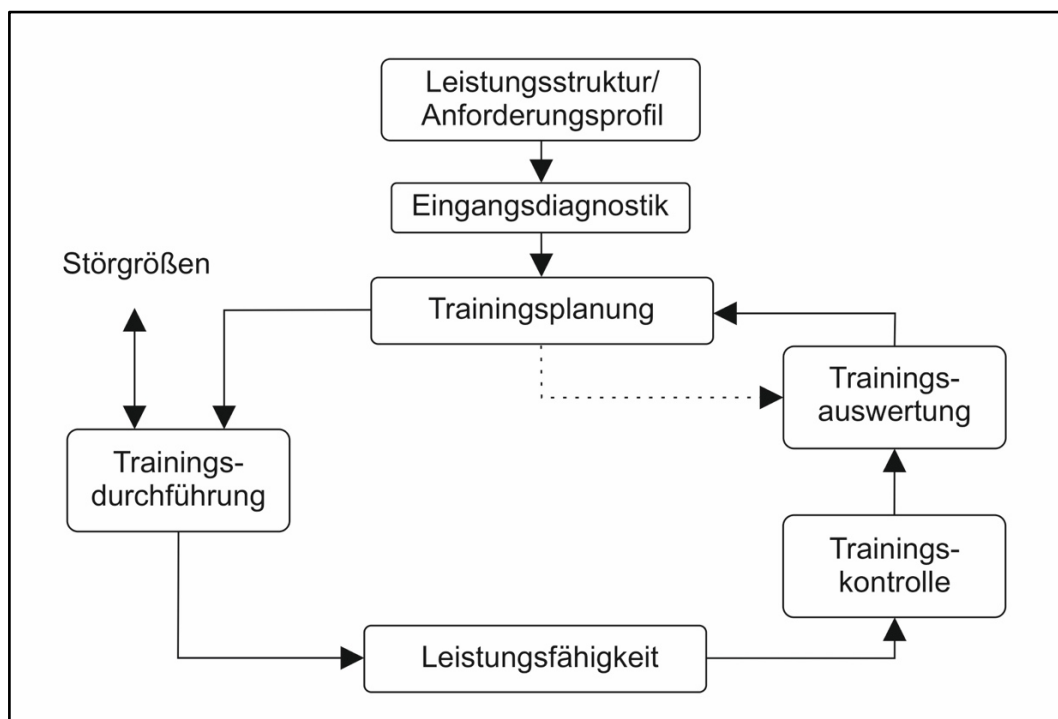 Leistungsstruktur/
Anforderungsprofil
Eingangsdiagnostik
Störgrößen
Trainingsplanung
Trainings-
auswertung
Trainings-
durchführung
Trainings-
kontrolle
Leistungsfähigkeit